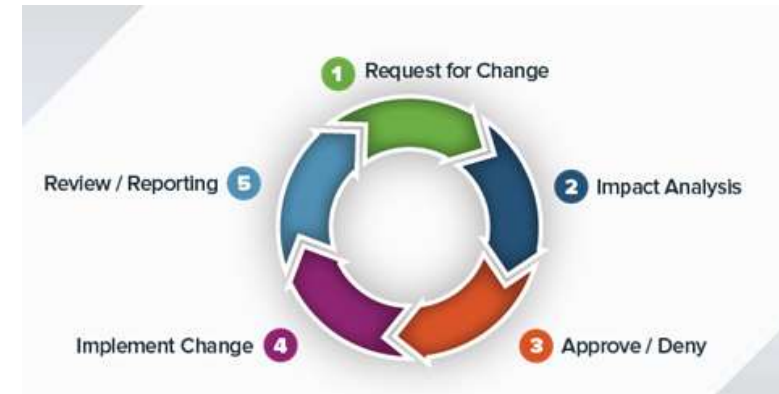 1 Request for Change
2 Impact Analysis
3 Approve / Deny
4 Implement Change
5 Review / Reporting